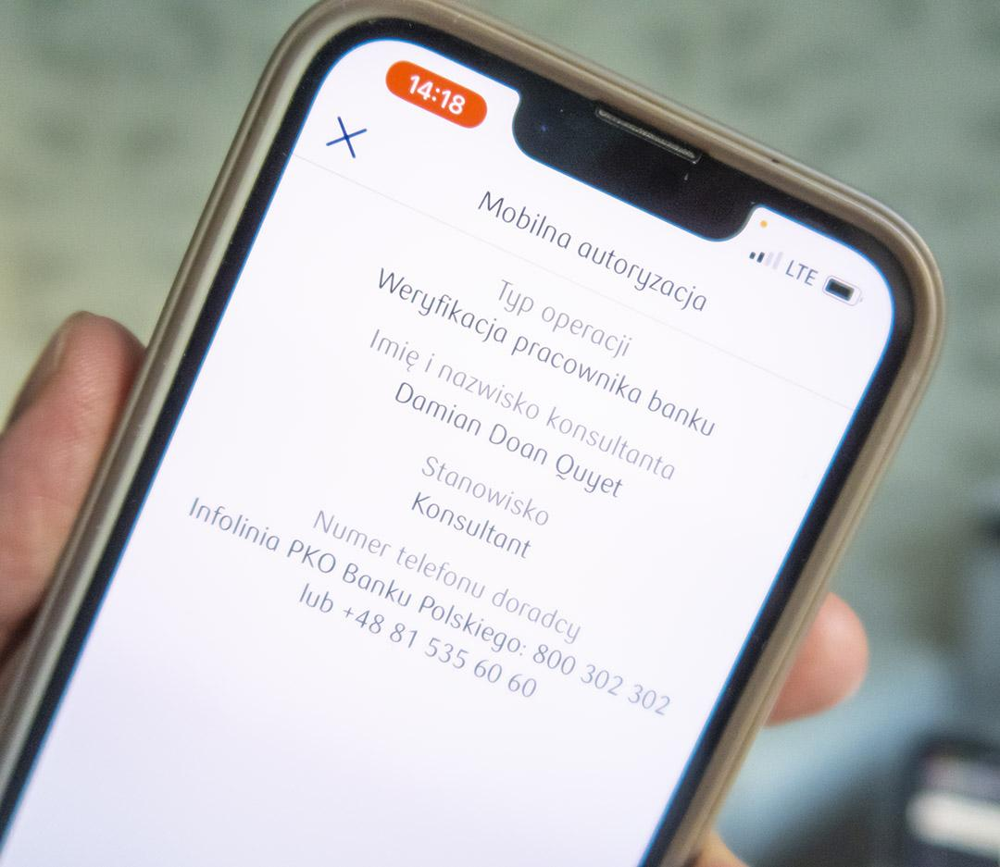 14:18
LTE
Mobilna autoryzacja
Typ operacji
Weryfikacja pracownika banku
Imię i nazwisko konsultanta
Damian Doan Quyet
Stanowisko
Konsultant
Numer telefonu doradcy
Infolinia PKO Banku Polskiego: 800 302 302
lub +48 81 535 60 60